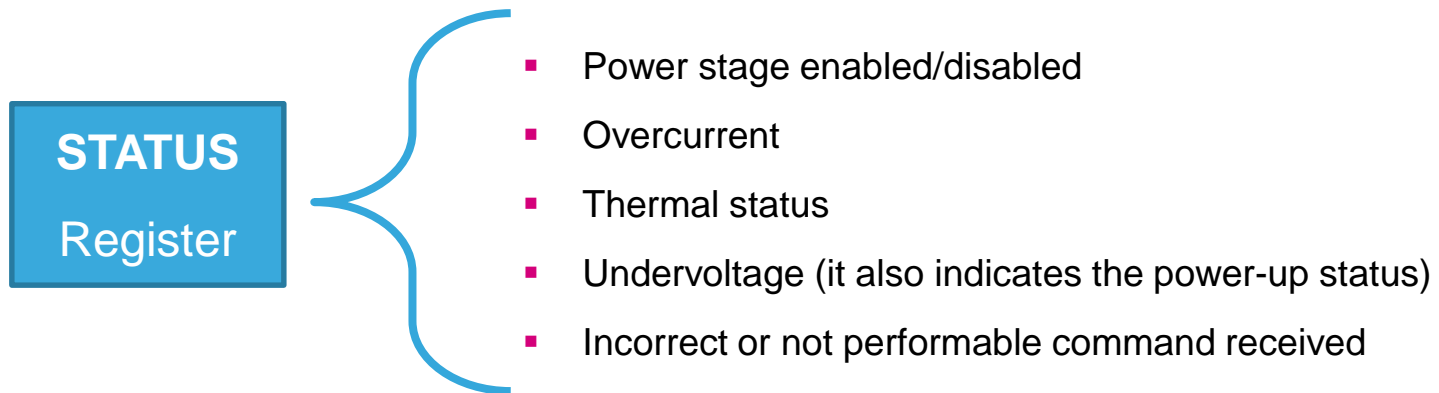 STATUS
Register
▪ Power stage enabled/disabled
▪ Overcurrent
▪ Thermal status
▪ Undervoltage (it also indicates the power-up status)
▪ Incorrect or not performable command received